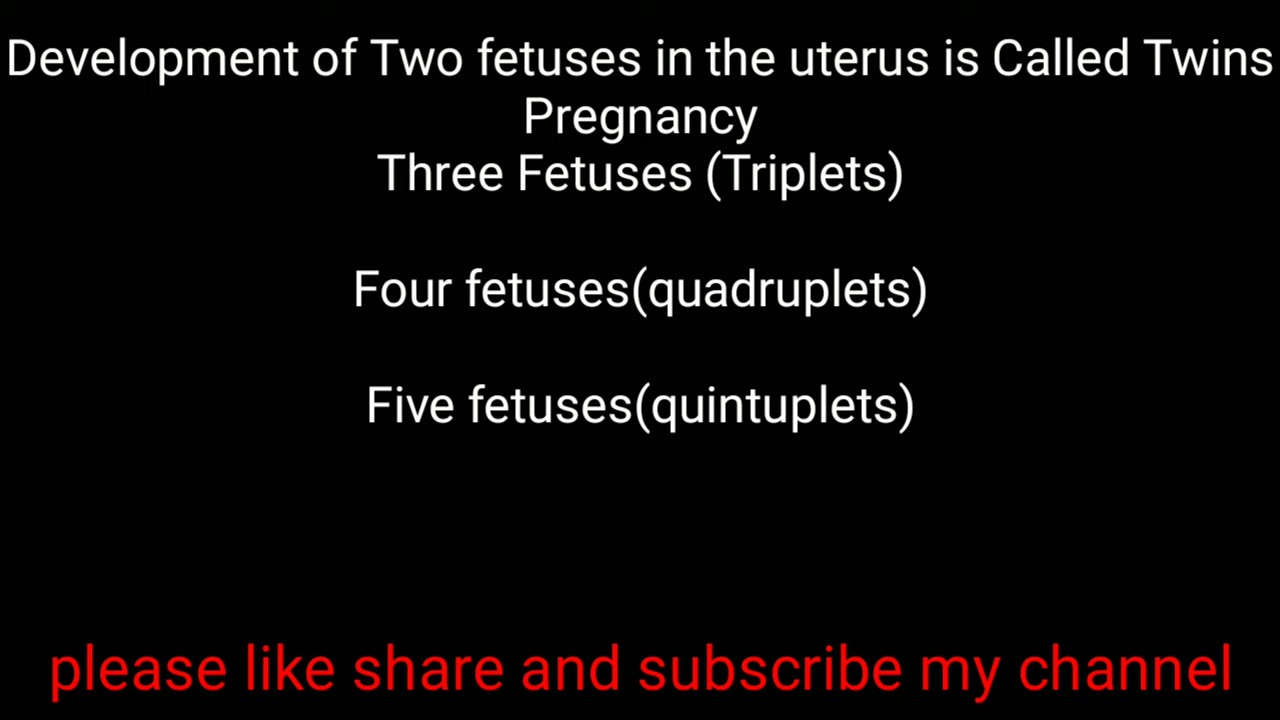 Development of Two fetuses in the uterus is Called Twins
Pregnancy
Three Fetuses (Triplets)
Four fetuses(quadruplets)
Five fetuses(quintuplets)
please like share and subscribe my channel